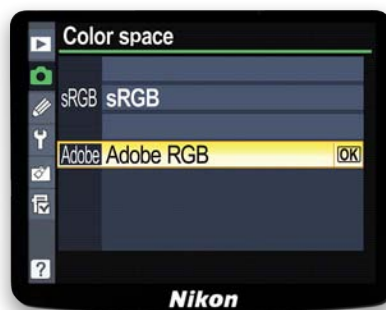 Color space
sRGB sRGB
Adobe Adobe RGB OK
?
Nikon